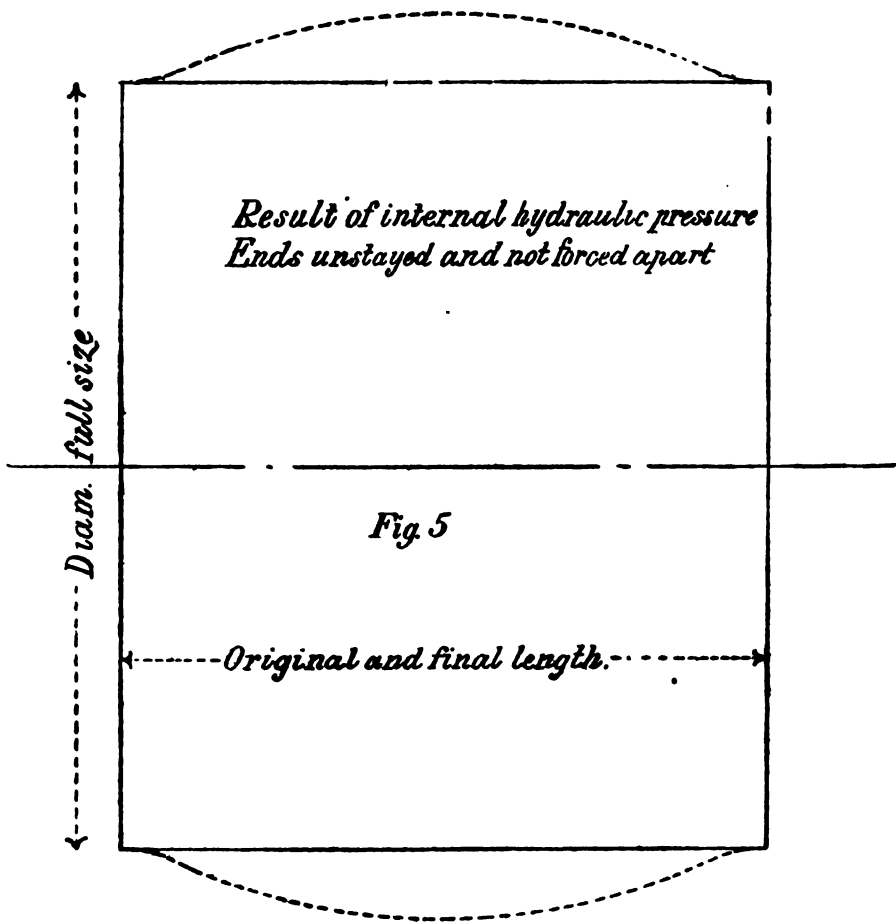 Result of internal hydraulic pressure
Ends unstayed and not forced apart
Diam. full size
Fig. 5
Original and final length.